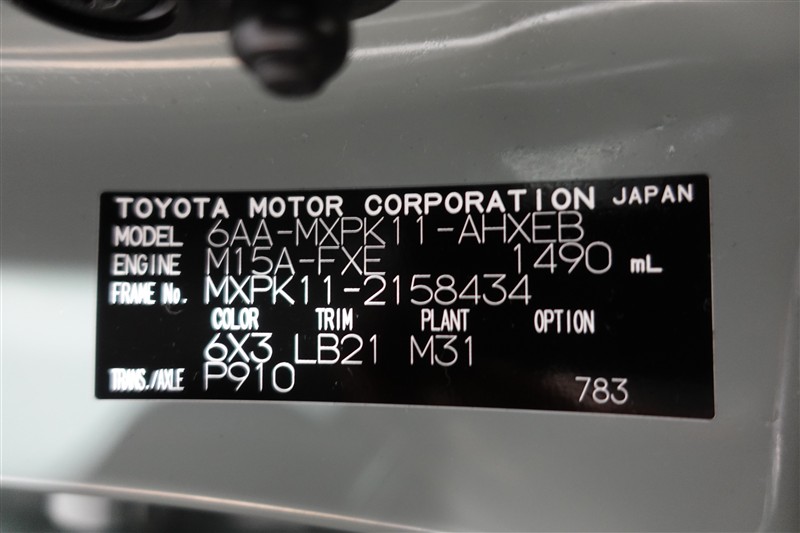 TOYOTA MOTOR CORPORATION JAPAN
MODEL 6AA-MXPK11-AHXEB
ENGINE M15A-FXE 1490 mL
FRAME No. MXPK11-2158434
COLOR TRIM PLANT OPTION
6X3 LB21 M31
TRANS./AXLE P910 783